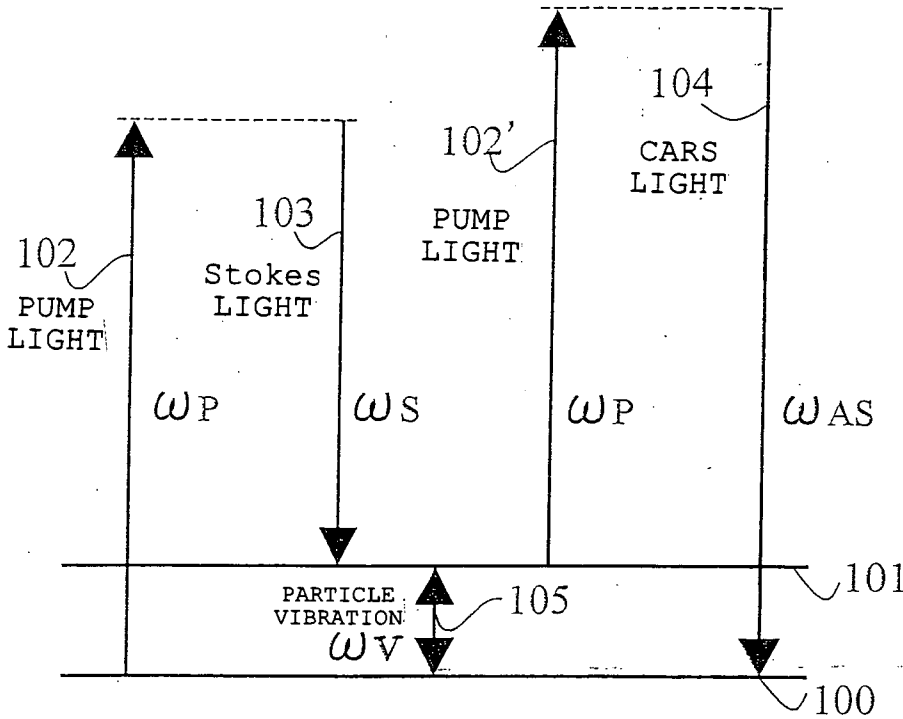 102
PUMP
LIGHT
ωP
103
Stokes
LIGHT
ωS
102'
PUMP
LIGHT
ωP
104
CARS
LIGHT
ωAS
101
PARTICLE
VIBRATION
ωV
105
100